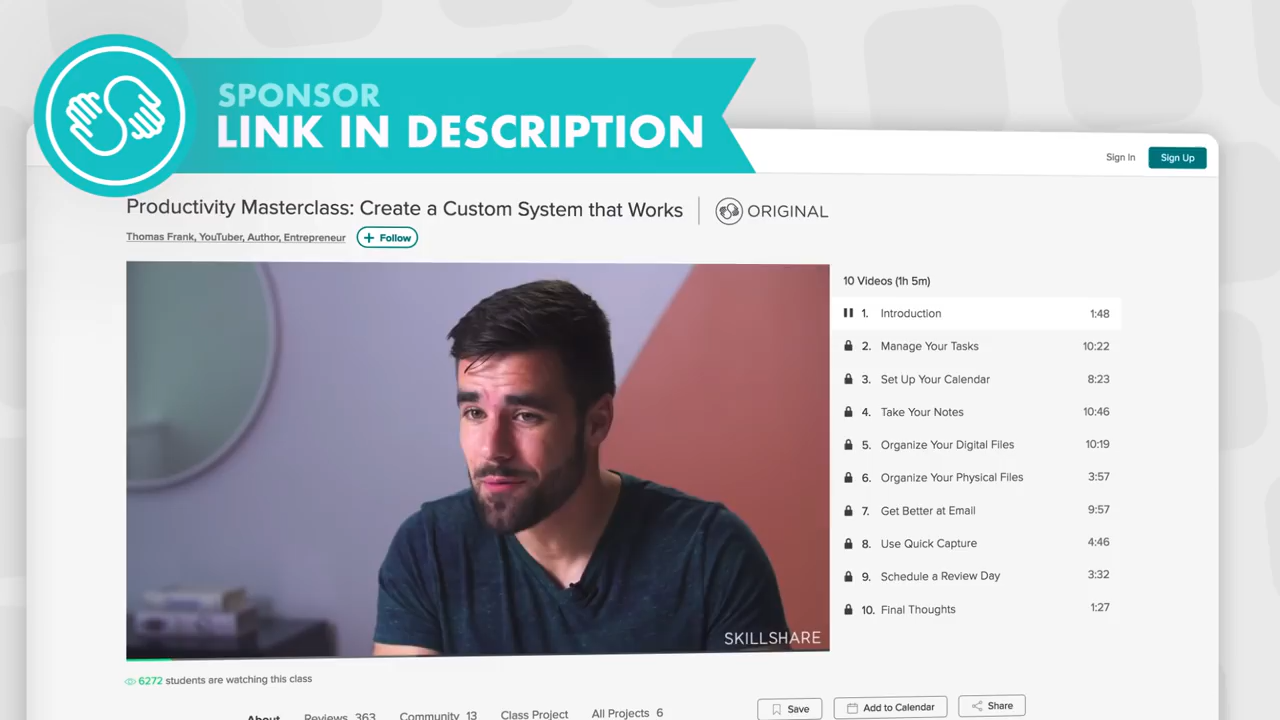 SPONSOR
LINK IN DESCRIPTION
Sign In
Sign Up
Productivity Masterclass: Create a Custom System that Works
ORIGINAL
Thomas Frank, YouTuber, Author, Entrepreneur
+ Follow
10 Videos (1h 5m)
1. Introduction 1:48
2. Manage Your Tasks 10:22
3. Set Up Your Calendar 8:23
4. Take Your Notes 10:46
5. Organize Your Digital Files 10:19
6. Organize Your Physical Files 3:57
7. Get Better at Email 9:57
8. Use Quick Capture 4:46
9. Schedule a Review Day 3:32
10. Final Thoughts 1:27
SKILLSHARE
6272 students are watching this class
About Reviews 363 Community 13 Class Project All Projects 6
Save
Add to Calendar
Share